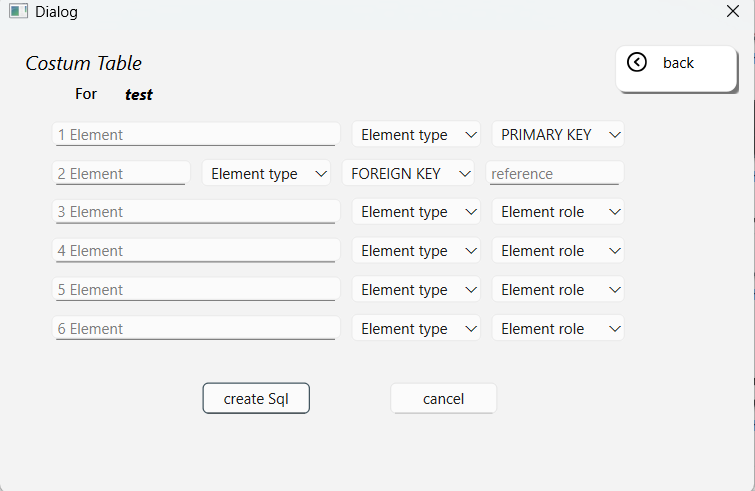 Dialog
Costum Table
back
For test
1 Element Element type PRIMARY KEY
2 Element Element type FOREIGN KEY reference
3 Element Element type Element role
4 Element Element type Element role
5 Element Element type Element role
6 Element Element type Element role
create Sql cancel